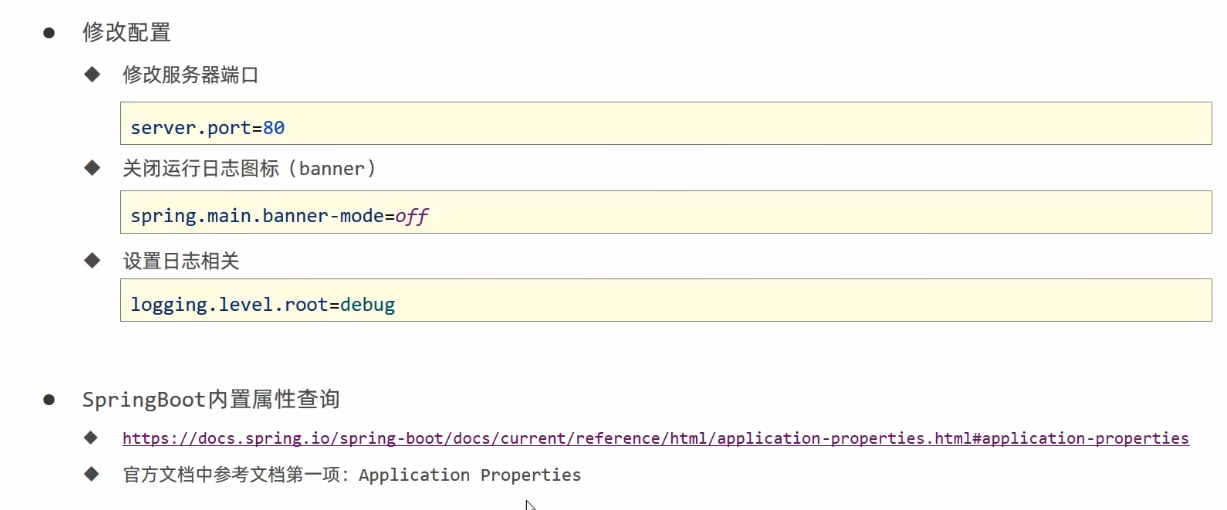 ● 修改配置
◆ 修改服务器端口
server.port=80
◆ 关闭运行日志图标（banner）
spring.main.banner-mode=off
◆ 设置日志相关
logging.level.root=debug
● SpringBoot内置属性查询
◆ https://docs.spring.io/spring-boot/docs/current/reference/html/application-properties.html#application-properties
◆ 官方文档中参考文档第一项：Application Properties